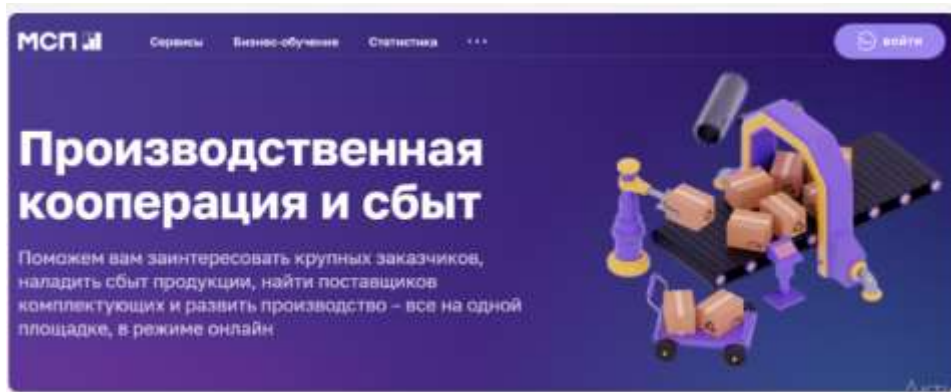 МСП
Сервисы Бизнес-обучение Статистика ...
ВОЙТИ
Производственная
кооперация и сбыт
Поможем вам заинтересовать крупных заказчиков,
наладить сбыт продукции, найти поставщиков
комплектующих и развить производство – все на одной
площадке, в режиме онлайн